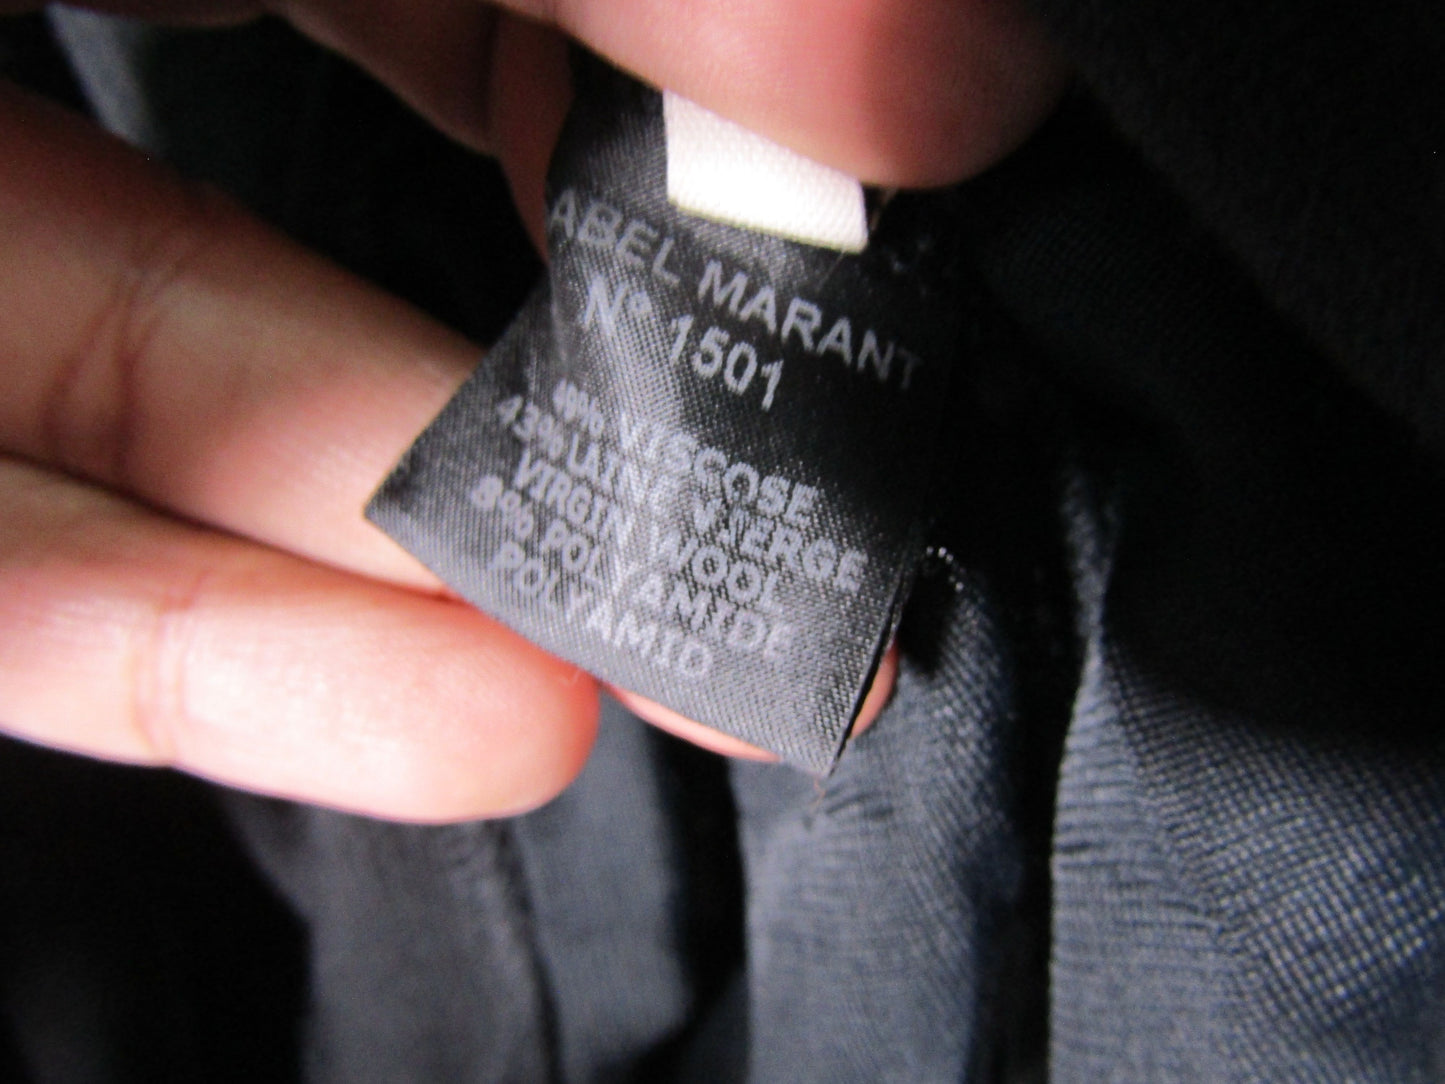 ABEL MARANT
N° 1501
VISCOSE
43% LAINE VIERGE
VIRGIN WOOL
8% POLYAMIDE
POLYAMID